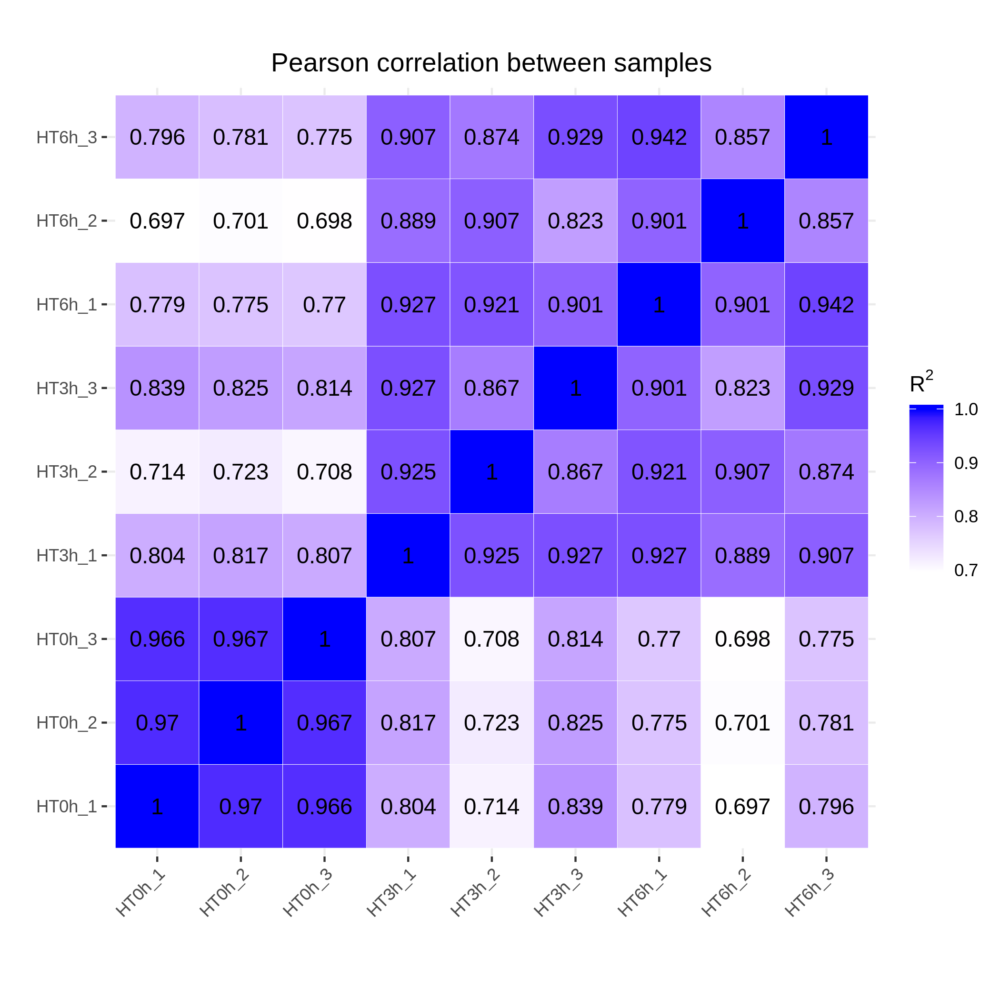 Pearson correlation between samples
HT6h_3 0.796 0.781 0.775 0.907 0.874 0.929 0.942 0.857 1
HT6h_2 0.697 0.701 0.698 0.889 0.907 0.823 0.901 1 0.857
HT6h_1 0.779 0.775 0.77 0.927 0.921 0.901 1 0.901 0.942
HT3h_3 0.839 0.825 0.814 0.927 0.867 1 0.901 0.823 0.929
HT3h_2 0.714 0.723 0.708 0.925 1 0.867 0.921 0.907 0.874
HT3h_1 0.804 0.817 0.807 1 0.925 0.927 0.927 0.889 0.907
HT0h_3 0.966 0.967 1 0.807 0.708 0.814 0.77 0.698 0.775
HT0h_2 0.97 1 0.967 0.817 0.723 0.825 0.775 0.701 0.781
HT0h_1 1 0.97 0.966 0.804 0.714 0.839 0.779 0.697 0.796
HT0h_1 HT0h_2 HT0h_3 HT3h_1 HT3h_2 HT3h_3 HT6h_1 HT6h_2 HT6h_3
R²
1.0
0.9
0.8
0.7